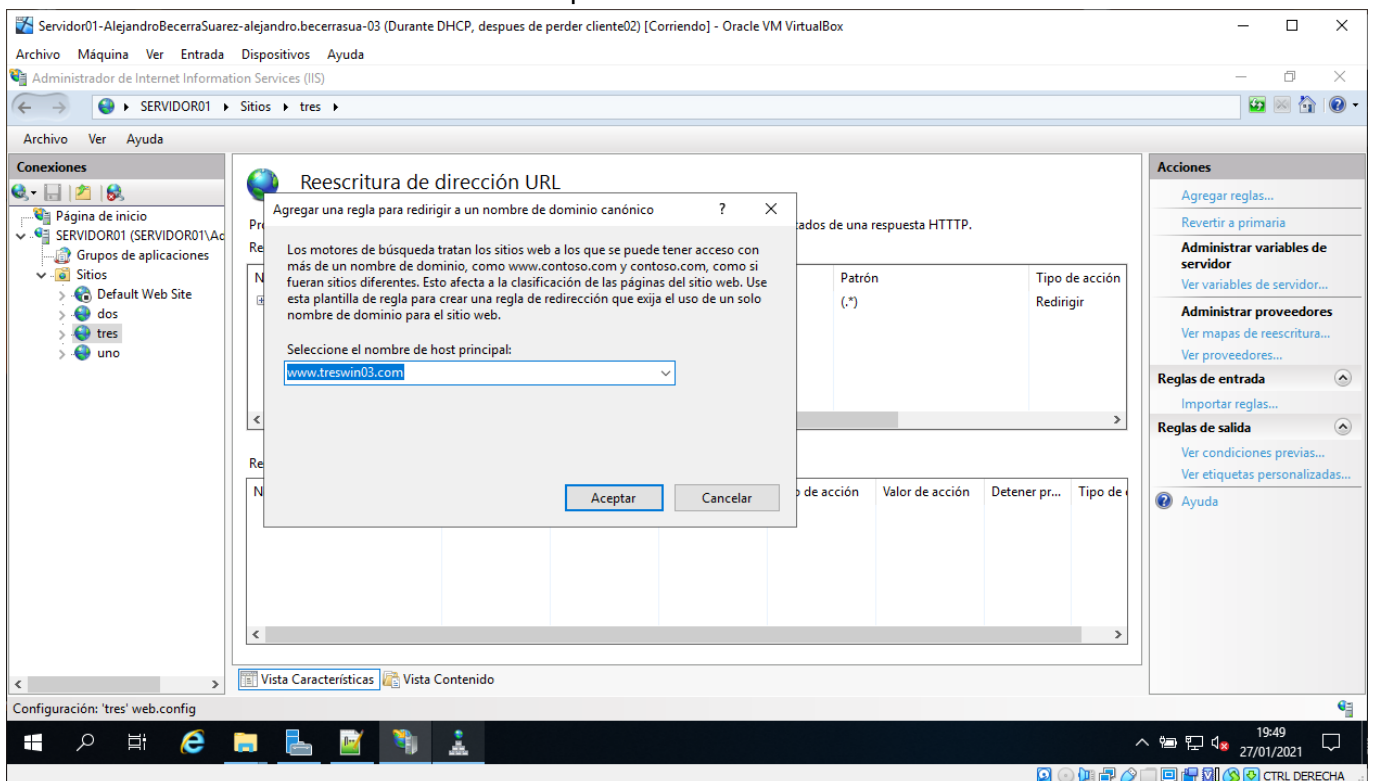 Servidor01-AlejandroBecerraSuarez-alejandro.becerrasua-03 (Durante DHCP, despues de perder cliente02) [Corriendo] - Oracle VM VirtualBox
Archivo Máquina Ver Entrada Dispositivos Ayuda
Administrador de Internet Information Services (IIS)
SERVIDOR01 Sitios tres
Archivo Ver Ayuda
Conexiones
Página de inicio
SERVIDOR01 (SERVIDOR01\Ad
Grupos de aplicaciones
Sitios
Default Web Site
dos
tres
uno
Reescritura de dirección URL
Pr
tados de una respuesta HTTTP.
Re
N
Patrón
Tipo de acción
(.*)
Redirigir
Agregar una regla para redirigir a un nombre de dominio canónico
?
Los motores de búsqueda tratan los sitios web a los que se puede tener acceso con
más de un nombre de dominio, como www.contoso.com y contoso.com, como si
fueran sitios diferentes. Esto afecta a la clasificación de las páginas del sitio web. Use
esta plantilla de regla para crear una regla de redirección que exija el uso de un solo
nombre de dominio para el sitio web.
Seleccione el nombre de host principal:
www.treswin03.com
Aceptar
Cancelar
Re
N
de acción
Valor de acción
Detener pr...
Tipo de
Vista Características
Vista Contenido
Acciones
Agregar reglas...
Revertir a primaria
Administrar variables de
servidor
Ver variables de servidor...
Administrar proveedores
Ver mapas de reescritura...
Ver proveedores...
Reglas de entrada
Importar reglas...
Reglas de salida
Ver condiciones previas...
Ver etiquetas personalizadas...
Ayuda
Configuración: 'tres' web.config
19:49
27/01/2021
CTRL DERECHA